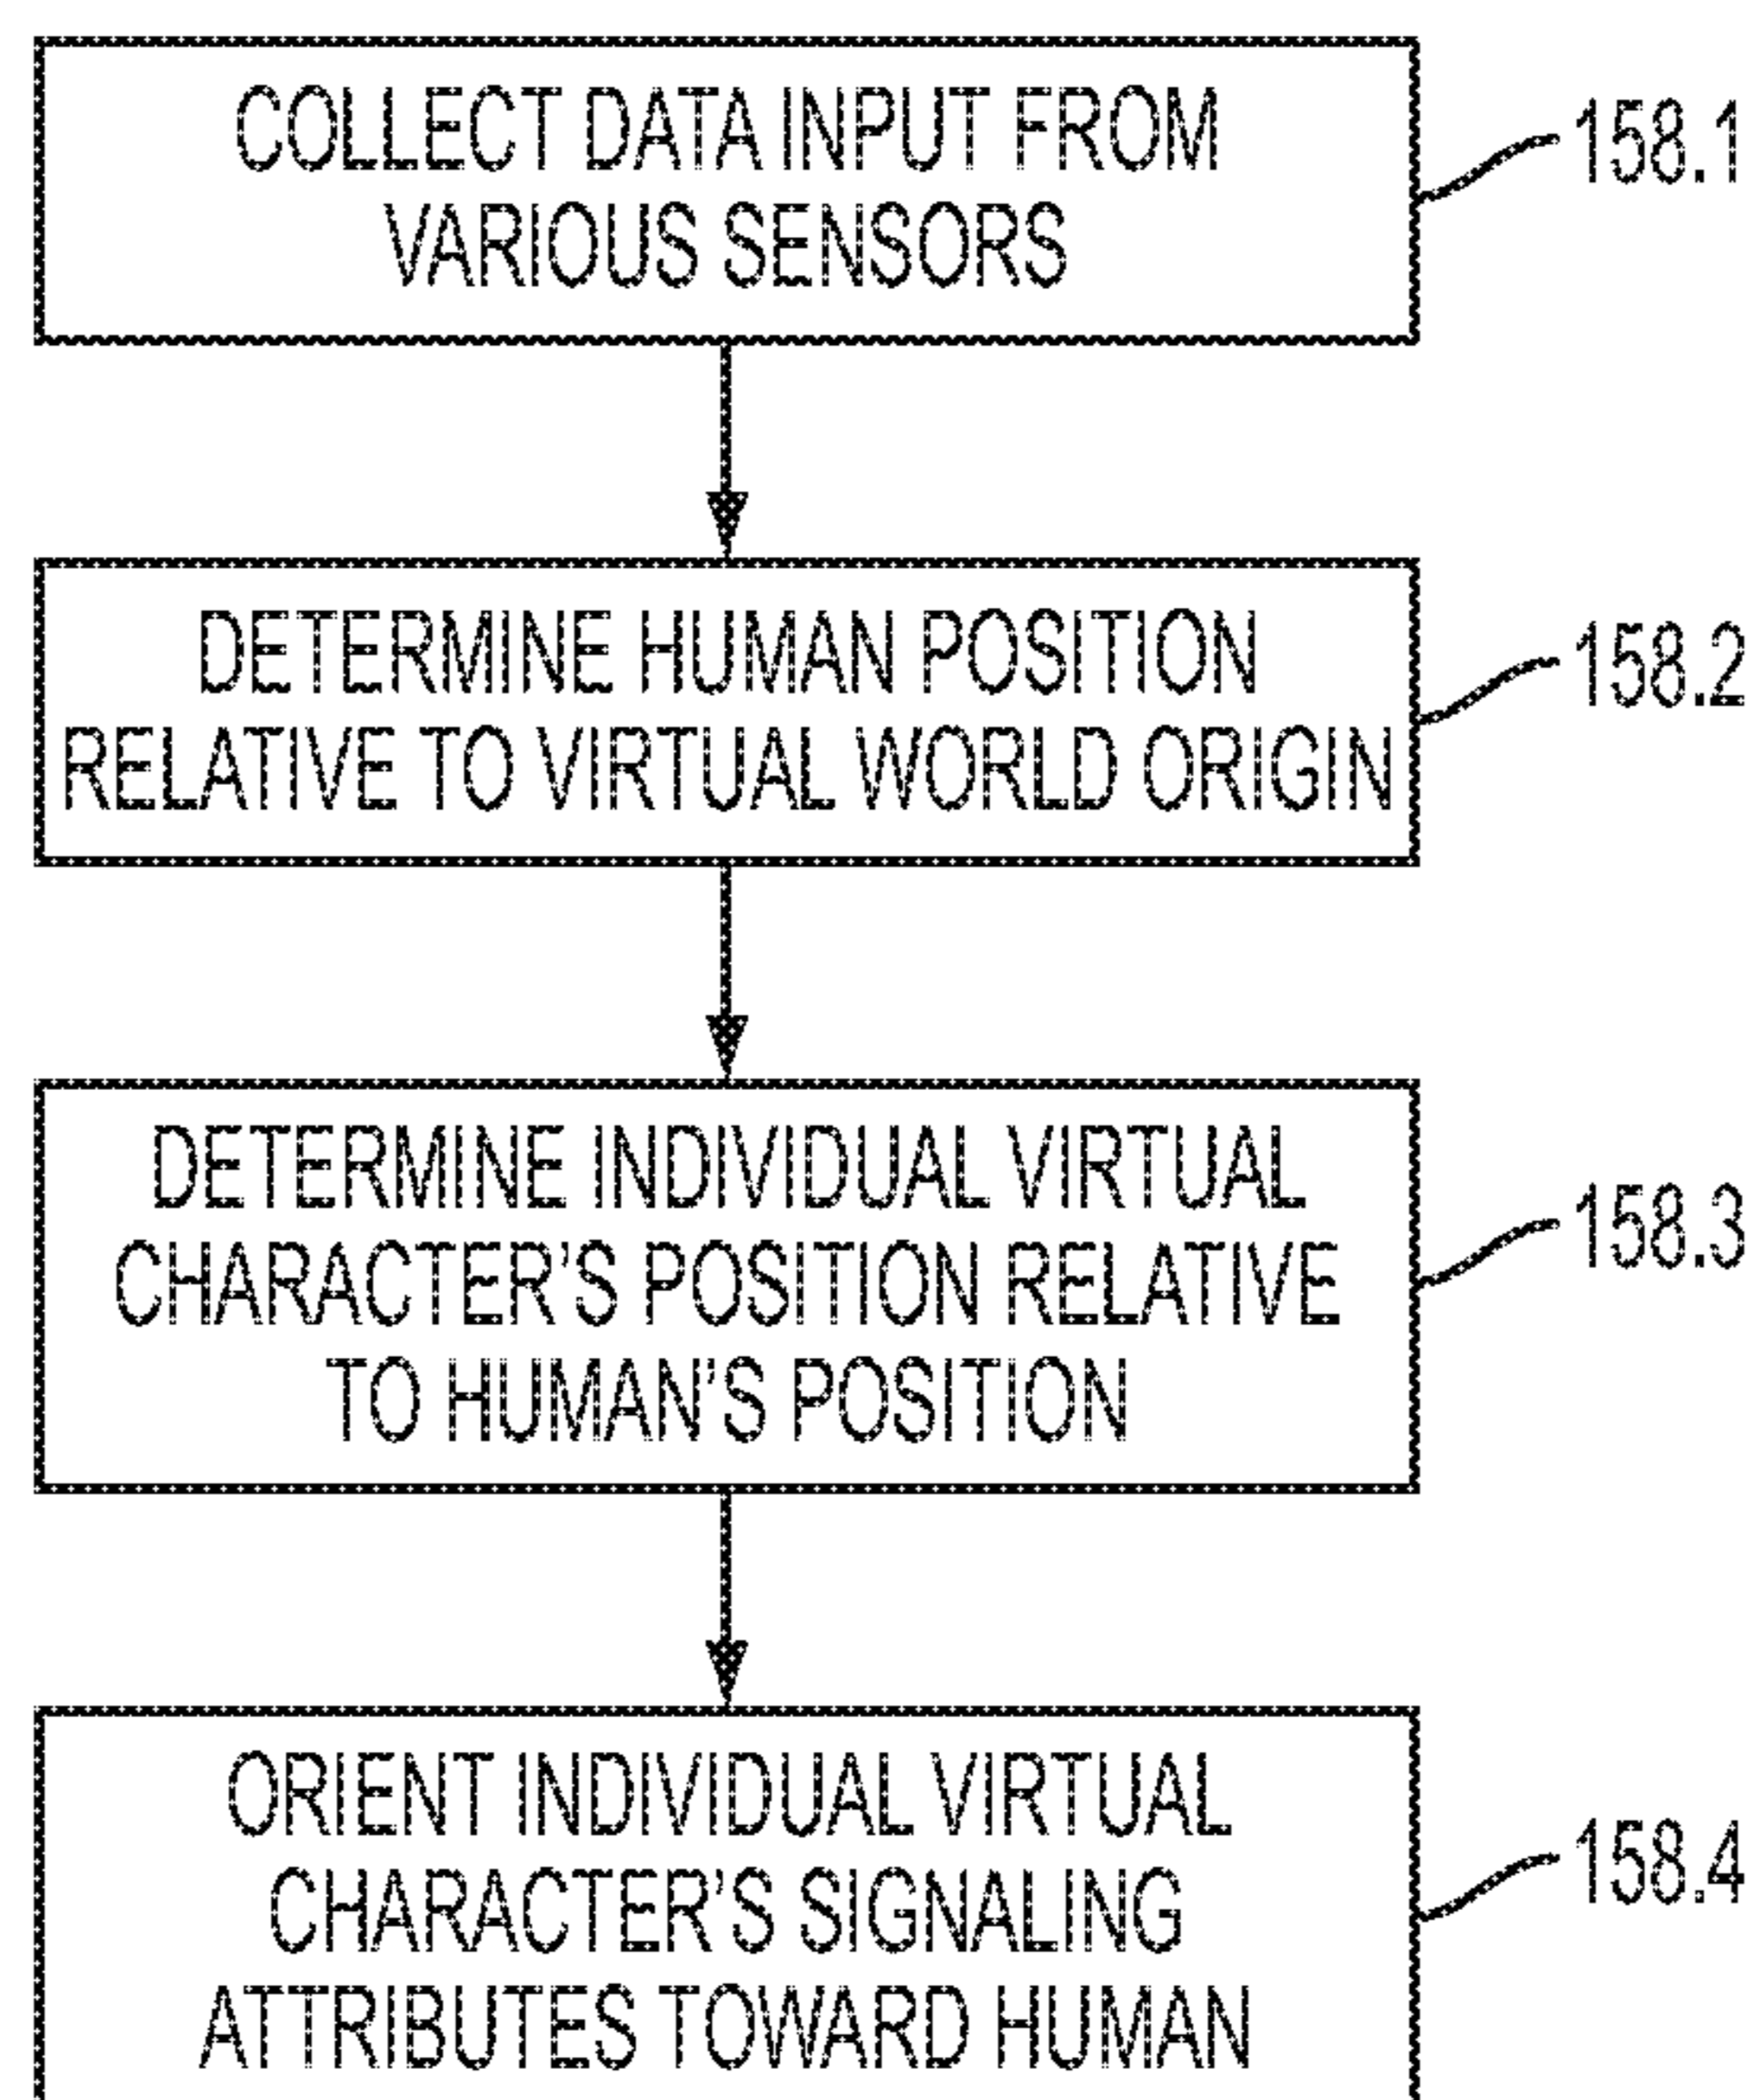 COLLECT DATA INPUT FROM
VARIOUS SENSORS
158.1
DETERMINE HUMAN POSITION
RELATIVE TO VIRTUAL WORLD ORIGIN
158.2
DETERMINE INDIVIDUAL VIRTUAL
CHARACTER'S POSITION RELATIVE
TO HUMAN'S POSITION
158.3
ORIENT INDIVIDUAL VIRTUAL
CHARACTER'S SIGNALING
ATTRIBUTES TOWARD HUMAN
158.4